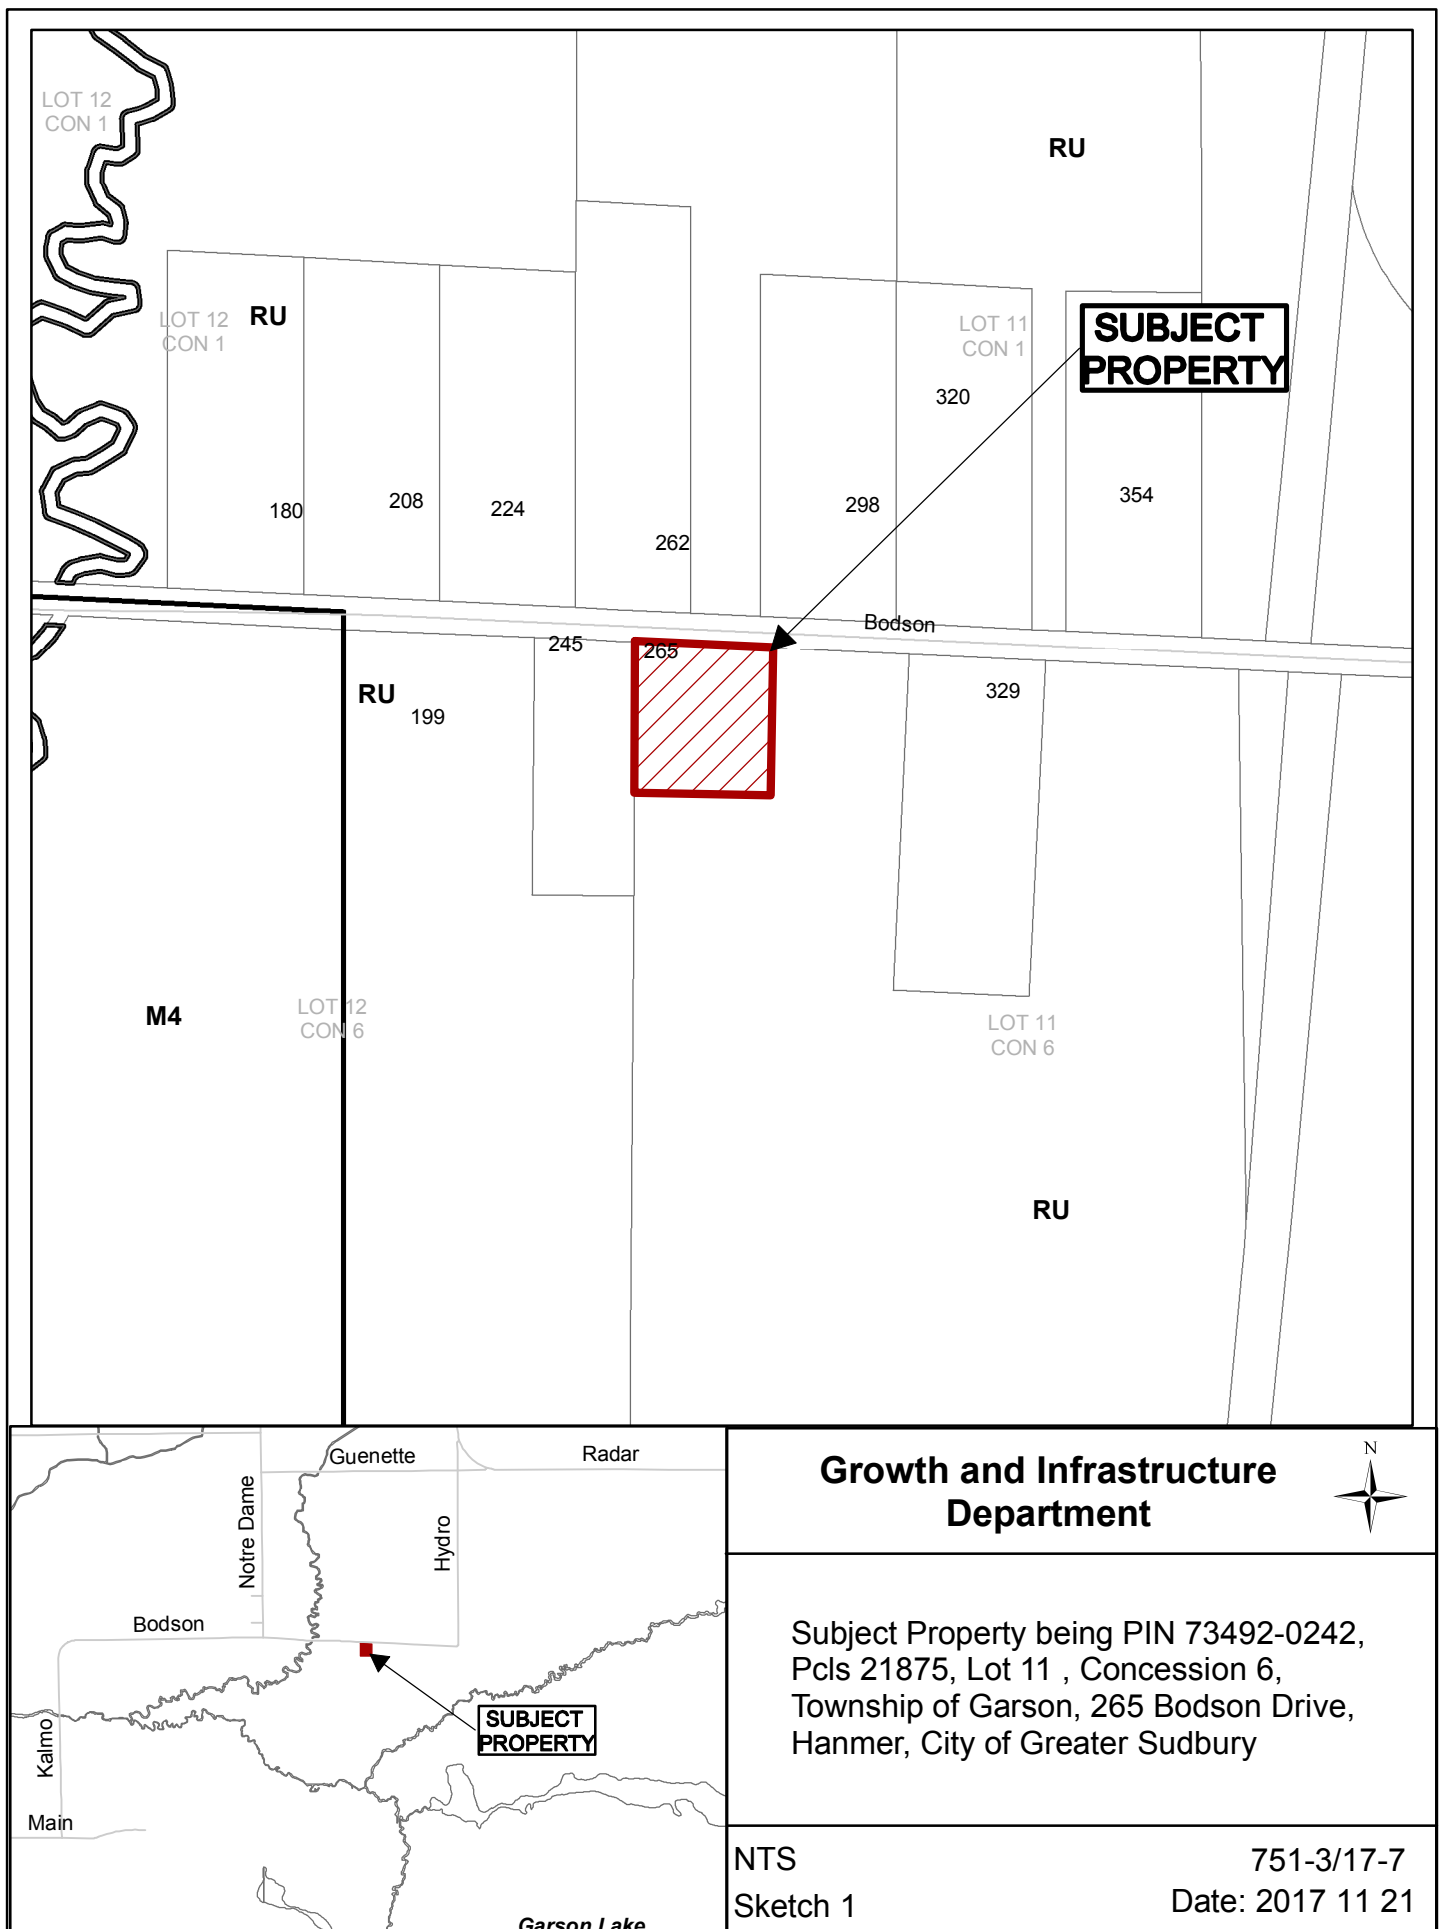 LOT 12
CON 1
RU
LOT 12
CON 1
RU
LOT 11
CON 1
SUBJECT
PROPERTY
320
180
208
224
262
298
354
Bodson
245
265
RU
199
329
M4
LOT 12
CON 6
LOT 11
CON 6
RU
Guenette
Radar
Notre Dame
Hydro
Bodson
SUBJECT
PROPERTY
Kalmo
Main
Garson Lake
Growth and Infrastructure
Department
N
Subject Property being PIN 73492-0242,
Pcls 21875, Lot 11 , Concession 6,
Township of Garson, 265 Bodson Drive,
Hanmer, City of Greater Sudbury
NTS
751-3/17-7
Sketch 1
Date: 2017 11 21